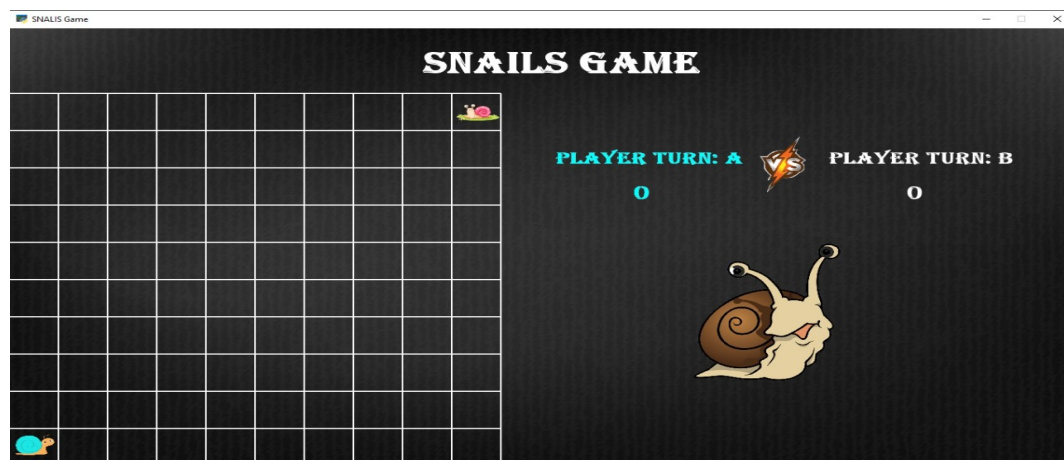 SNALIS Game
SNAILS GAME
PLAYER TURN: A
VS
PLAYER TURN: B
0
0